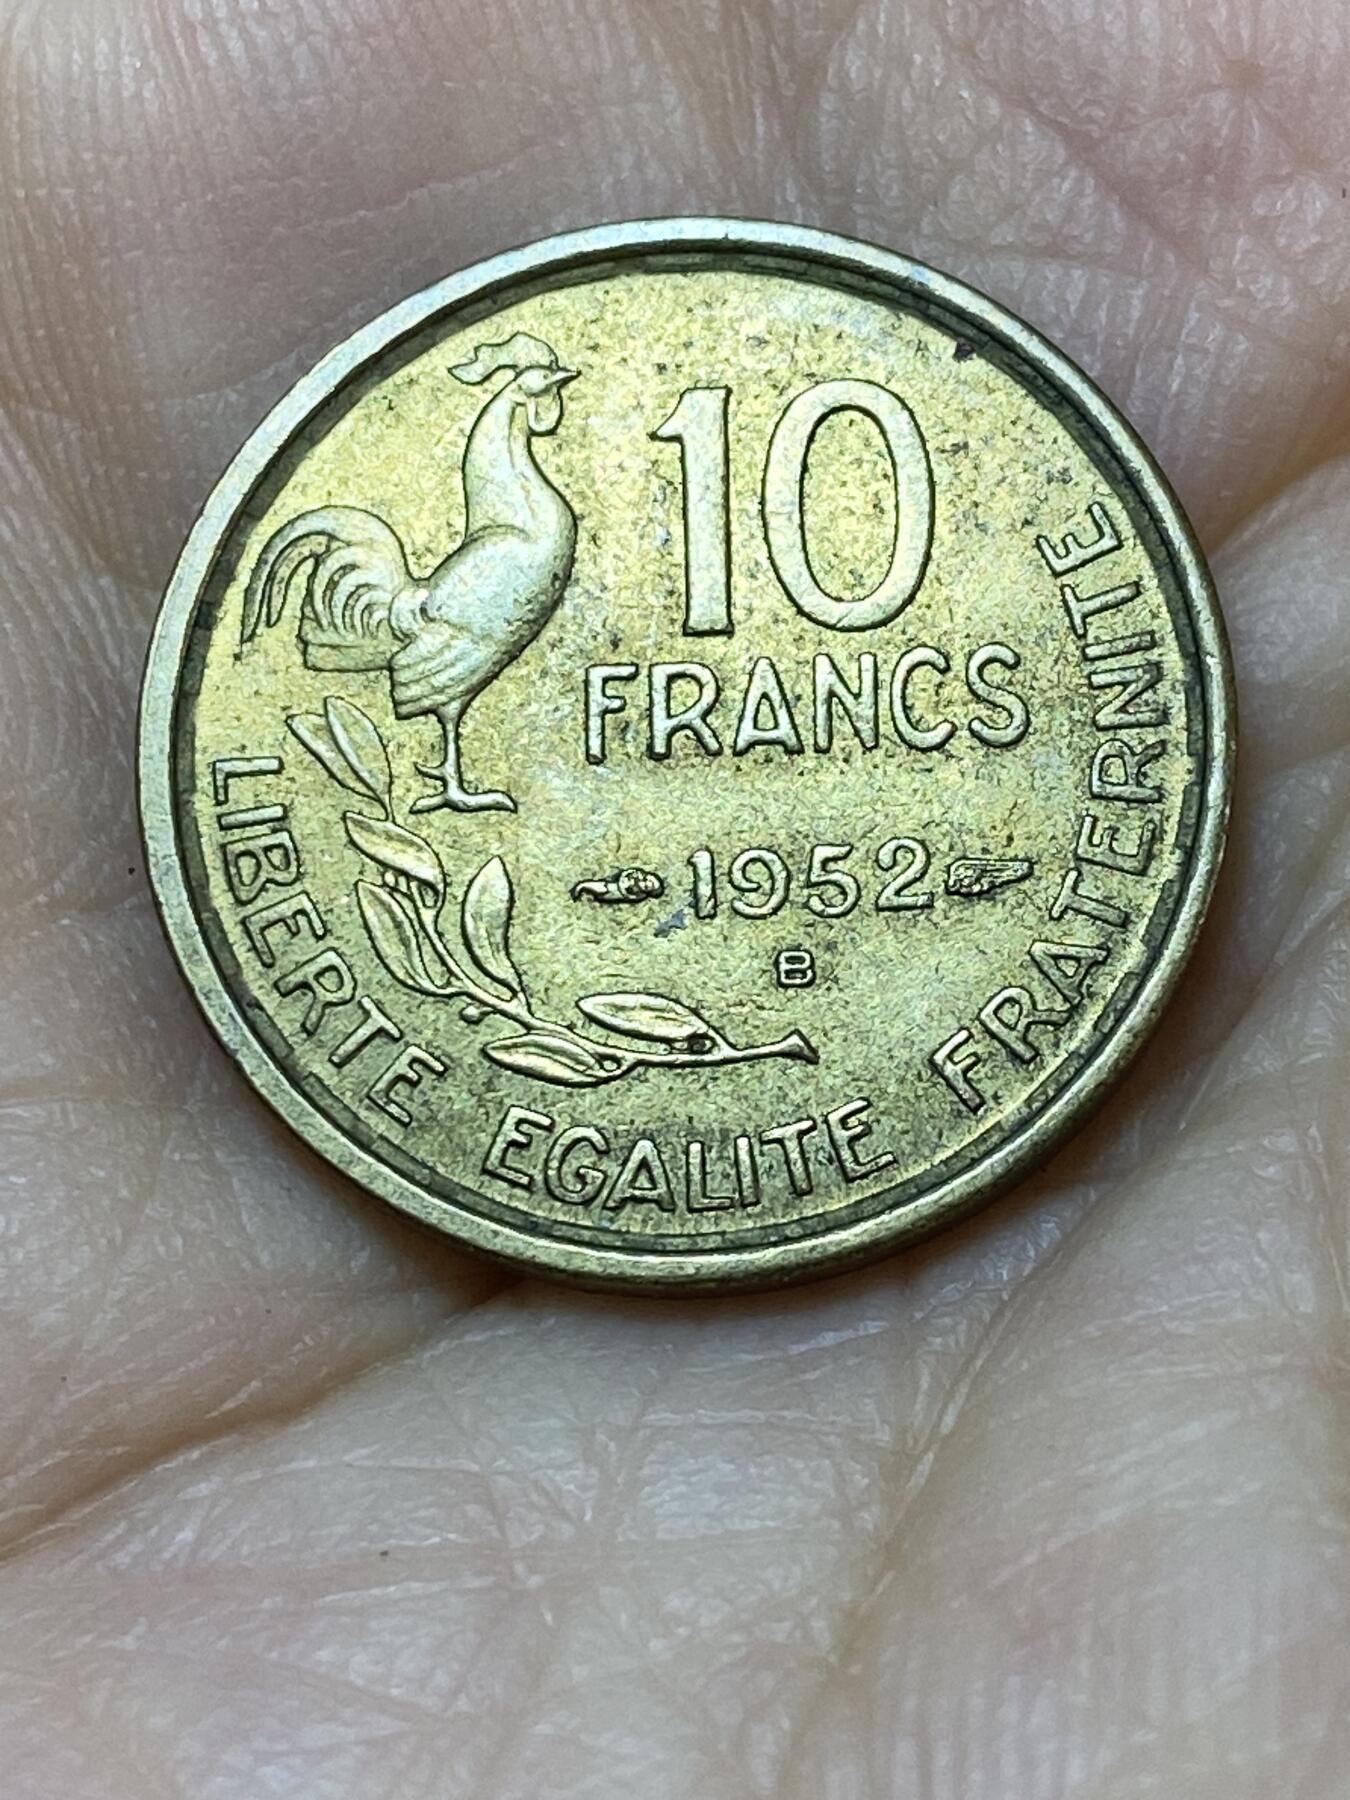 10
FRANCS
1952
B
LIBERTE EGALITE FRATERNITE